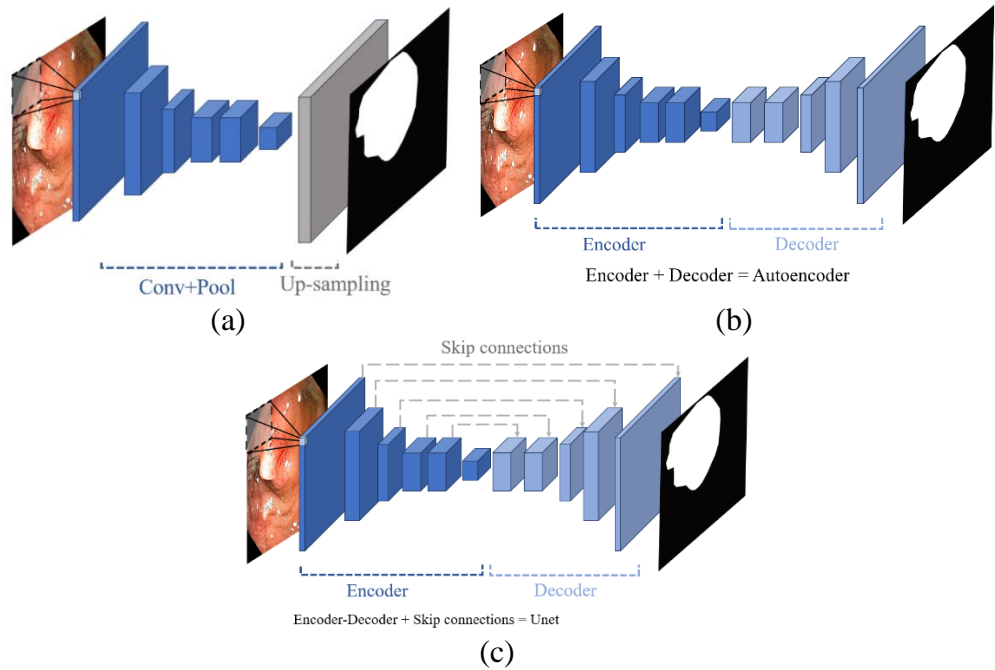 Conv+Pool
Up-sampling
(a)
Encoder
Decoder
Encoder + Decoder = Autoencoder
(b)
Skip connections
Encoder
Decoder
Encoder-Decoder + Skip connections = Unet
(c)